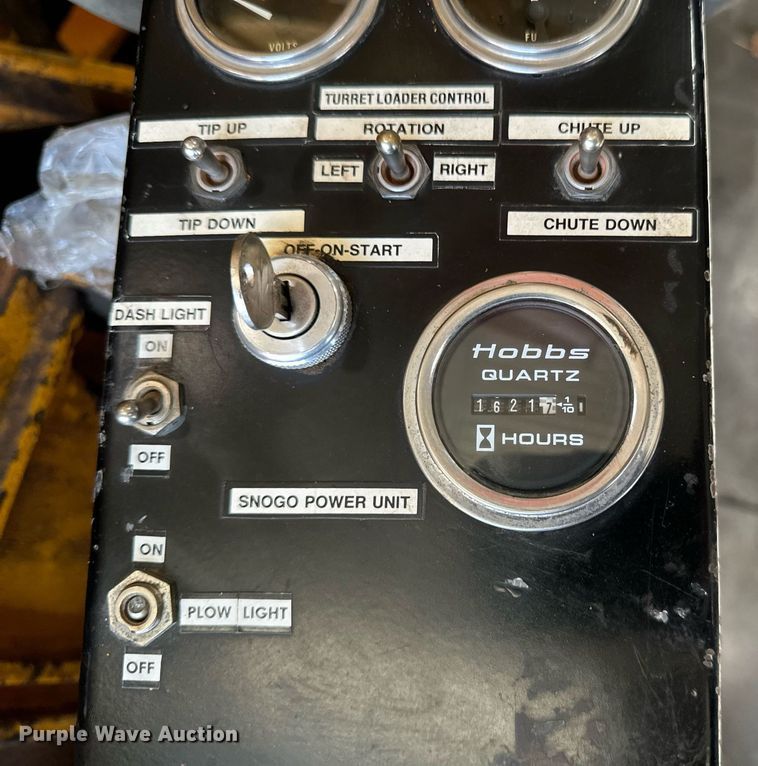 VOLTS
FU
TURRET LOADER CONTROL
TIP UP
ROTATION
CHUTE UP
LEFT
RIGHT
TIP DOWN
CHUTE DOWN
OFF-ON-START
DASH LIGHT
ON
OFF
Hobbs
QUARTZ
16217 1/10
HOURS
SNOGO POWER UNIT
ON
PLOW LIGHT
OFF
Purple Wave Auction